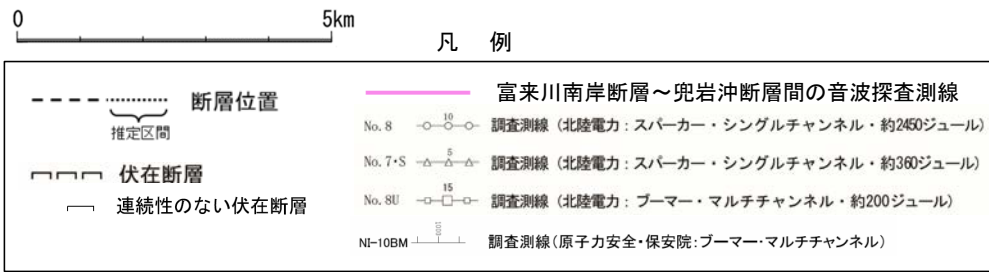 0 5km
凡 例
断層位置
推定区間
伏在断層
連続性のない伏在断層
富来川南岸断層～兜岩沖断層間の音波探査測線
No. 8 10 調査測線（北陸電力：スパーカー・シングルチャンネル・約2450ジュール）
No. 7・S 5 調査測線（北陸電力：スパーカー・シングルチャンネル・約360ジュール）
No. 8U 15 調査測線（北陸電力：ブーマー・マルチチャンネル・約200ジュール）
NI-10BM 1000 調査測線（原子力安全・保安院：ブーマー・マルチチャンネル）